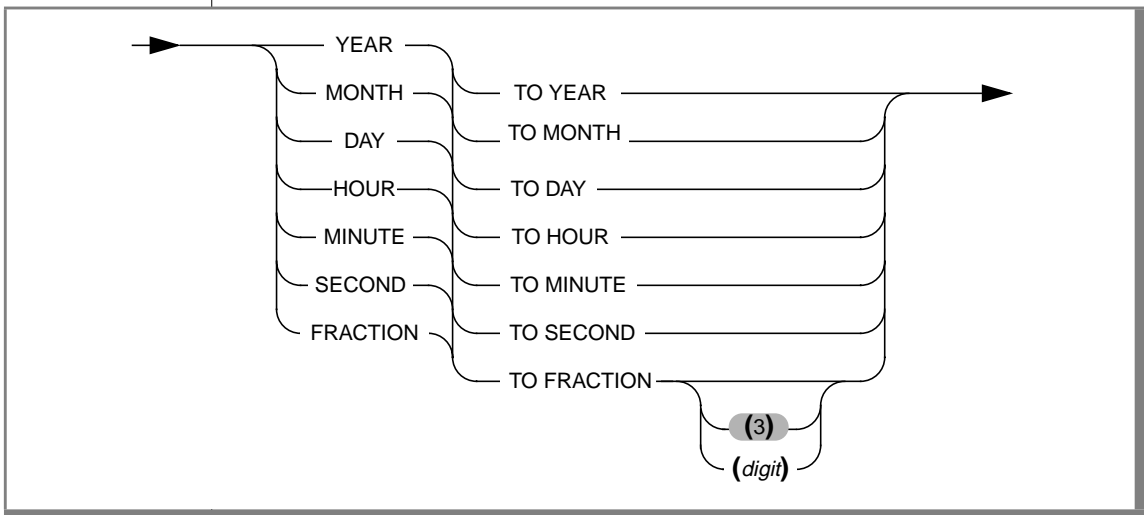 YEAR
MONTH TO YEAR
DAY TO MONTH
HOUR TO DAY
MINUTE TO HOUR
SECOND TO MINUTE
FRACTION TO SECOND
TO FRACTION
(3)
(digit)